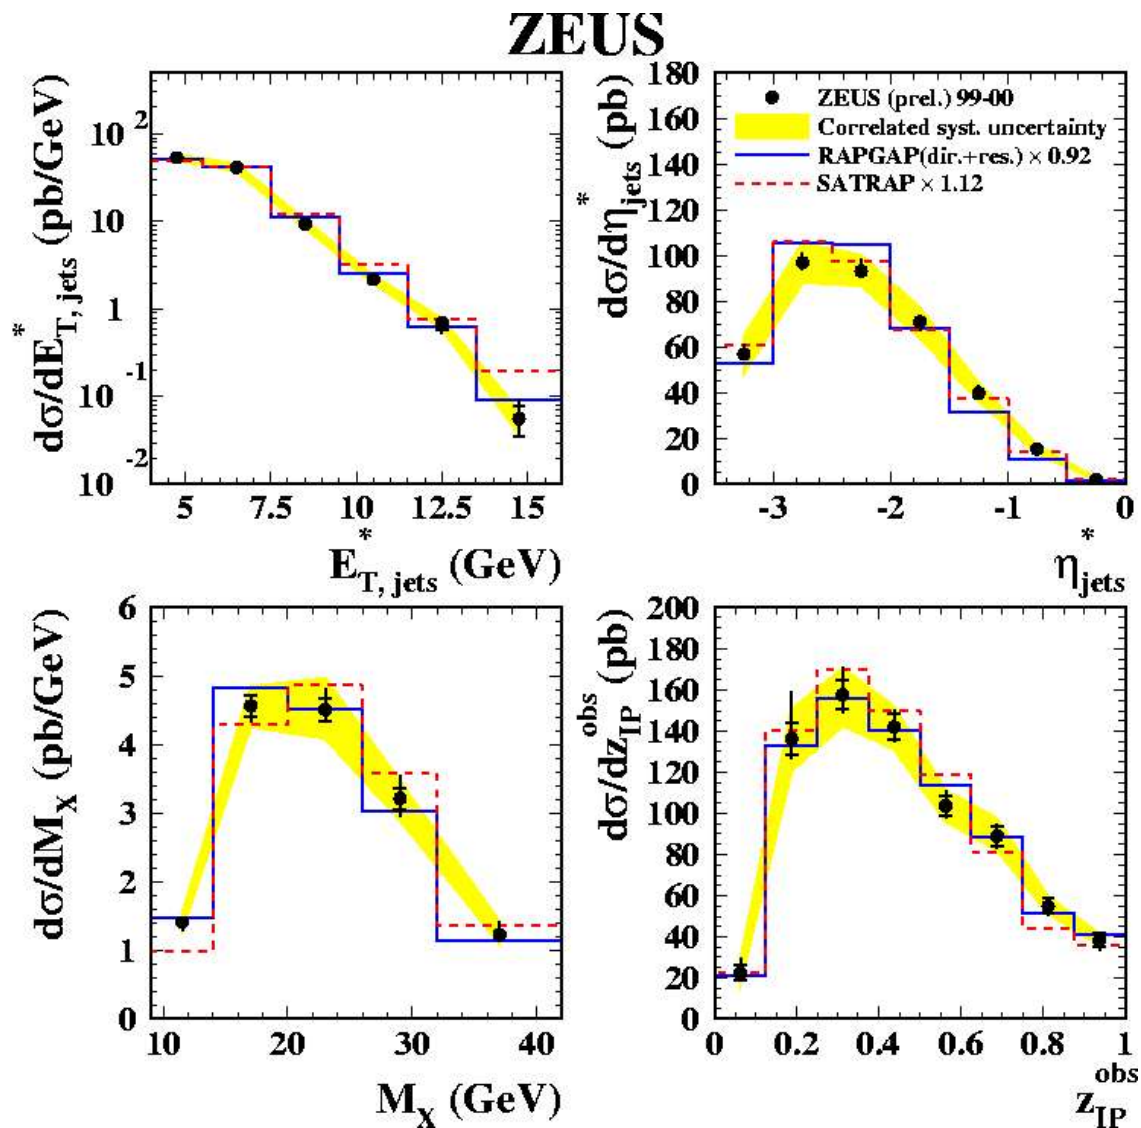 ZEUS
dσ/dE*T, jets (pb/GeV)
10 2
10
1
10 -1
10 -2
5 7.5 10 12.5 15
E*T, jets (GeV)
dσ/dη*jets (pb)
180
160
140
120
100
80
60
40
20
0
ZEUS (prel.) 99-00
Correlated syst. uncertainty
RAPGAP(dir.+res.) × 0.92
SATRAP × 1.12
-3 -2 -1 0
η*jets
dσ/dMX (pb/GeV)
6
5
4
3
2
1
0
10 20 30 40
MX (GeV)
dσ/dzIPobs (pb)
200
180
160
140
120
100
80
60
40
20
0
0 0.2 0.4 0.6 0.8 1
zIPobs